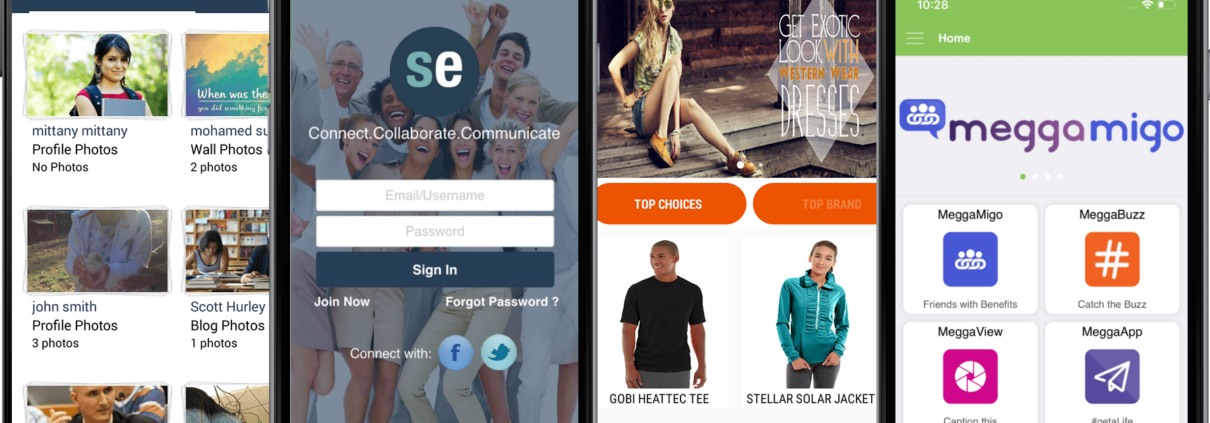 When was the
you did something for
mittany mittany
Profile Photos
No Photos
mohamed su
Wall Photos
2 photos
john smith
Profile Photos
3 photos
Scott Hurley
Blog Photos
1 photos
se
Connect.Collaborate.Communicate
Email/Username
Password
Sign In
Join Now
Forgot Password ?
Connect with:
f
GET EXOTIC
LOOK WITH
WESTERN WEAR
DRESSES
TOP CHOICES
TOP BRAND
GOBI HEATTEC TEE
STELLAR SOLAR JACKET
10:28
Home
meggamigo
MeggaMigo
Friends with Benefits
MeggaBuzz
#
Catch the Buzz
MeggaView
Caption this
MeggaApp
#getaLife